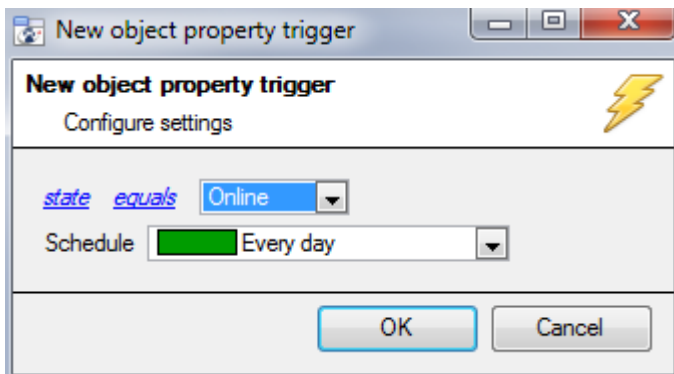 New object property trigger
New object property trigger
Configure settings
state equals Online
Schedule Every day
OK Cancel